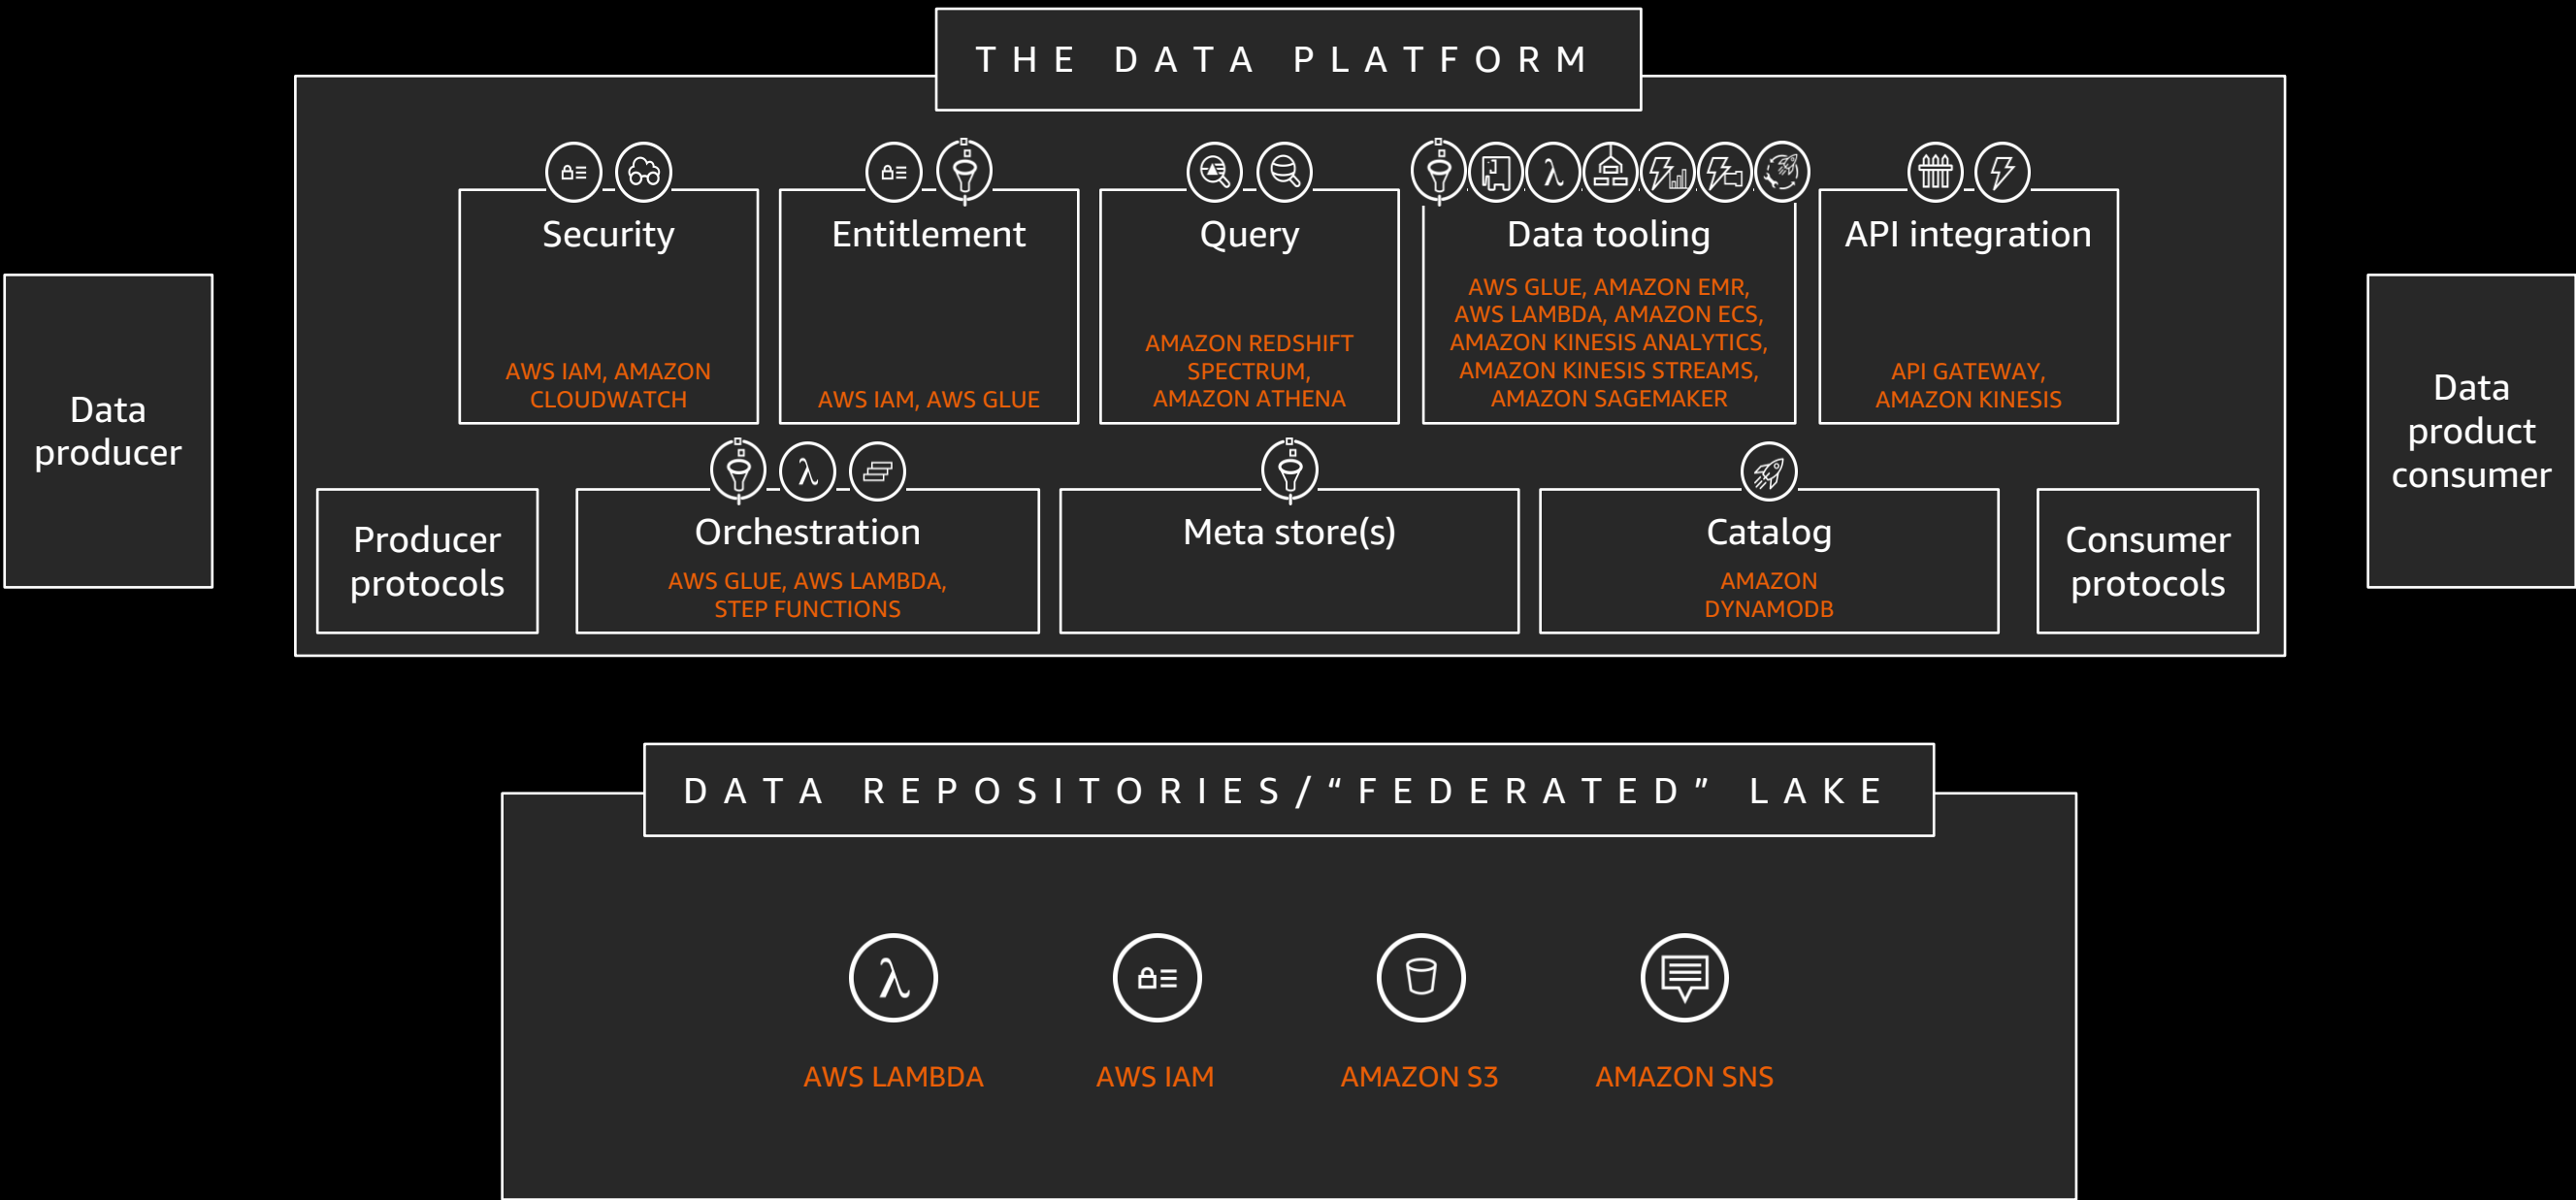 THE DATA PLATFORM
Security
AWS IAM, AMAZON
CLOUDWATCH
Entitlement
AWS IAM, AWS GLUE
Query
AMAZON REDSHIFT
SPECTRUM,
AMAZON ATHENA
Data tooling
AWS GLUE, AMAZON EMR,
AWS LAMBDA, AMAZON ECS,
AMAZON KINESIS ANALYTICS,
AMAZON KINESIS STREAMS,
AMAZON SAGEMAKER
API integration
API GATEWAY,
AMAZON KINESIS
Data
producer
Data
product
consumer
Producer
protocols
Orchestration
AWS GLUE, AWS LAMBDA,
STEP FUNCTIONS
Meta store(s)
Catalog
AMAZON
DYNAMODB
Consumer
protocols
DATA REPOSITORIES/“FEDERATED” LAKE
AWS LAMBDA
AWS IAM
AMAZON S3
AMAZON SNS